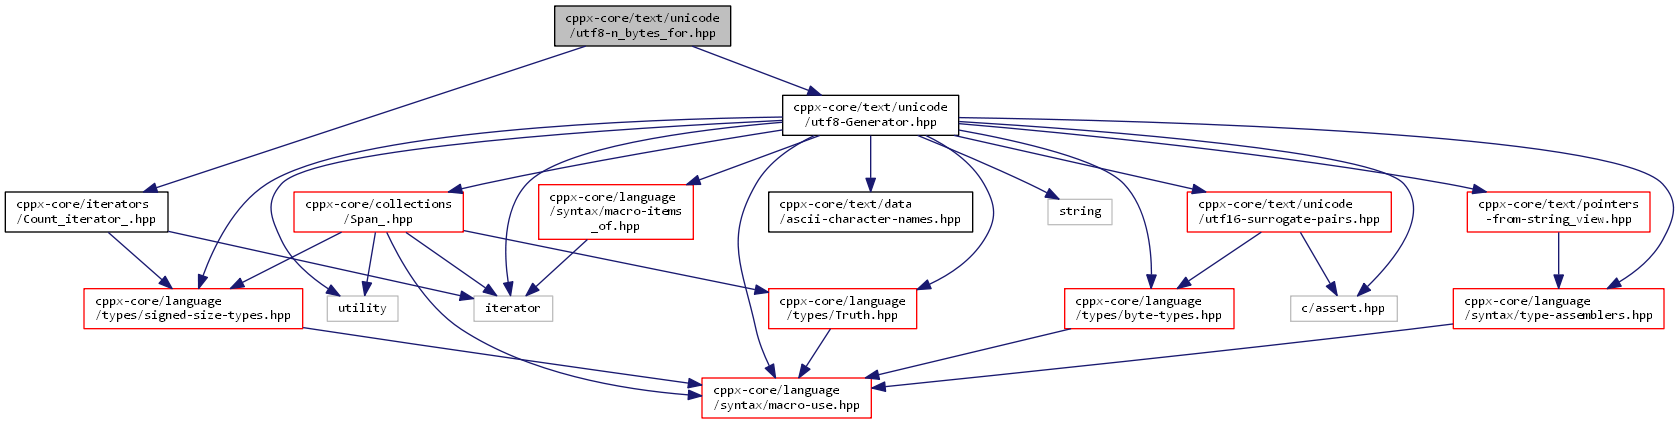 cppx-core/text/unicode
/utf8-n_bytes_for.hpp
cppx-core/text/unicode
/utf8-Generator.hpp
cppx-core/iterators
/Count_iterator_.hpp
cppx-core/collections
/Span_.hpp
cppx-core/language
/syntax/macro-items
_of.hpp
cppx-core/text/data
/ascii-character-names.hpp
string
cppx-core/text/unicode
/utf16-surrogate-pairs.hpp
cppx-core/text/pointers
-from-string_view.hpp
cppx-core/language
/types/signed-size-types.hpp
utility
iterator
cppx-core/language
/types/Truth.hpp
cppx-core/language
/types/byte-types.hpp
c/assert.hpp
cppx-core/language
/syntax/type-assemblers.hpp
cppx-core/language
/syntax/macro-use.hpp